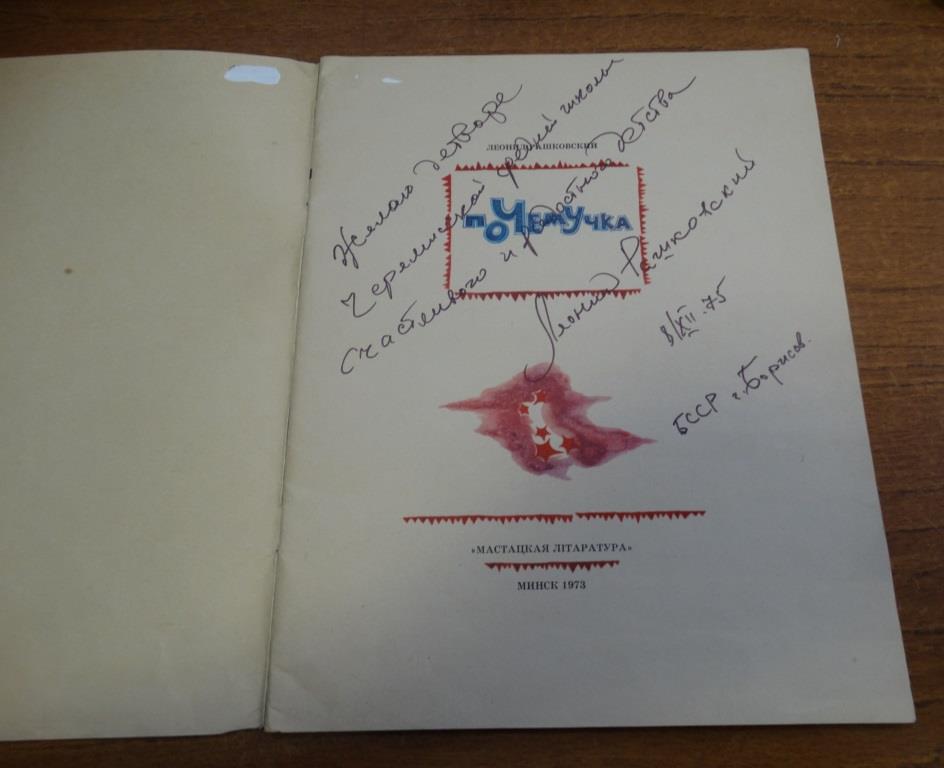 Желаю детворе
Черемисской средней школы
счастливого и радостного детства
Леонид Рашковский
8/XII.75
БССР г. Борисов.
ЛЕОНИД РАШКОВСКИЙ
ПОЧЕМУЧКА
«МАСТАЦКАЯ ЛІТАРАТУРА»
МИНСК 1973